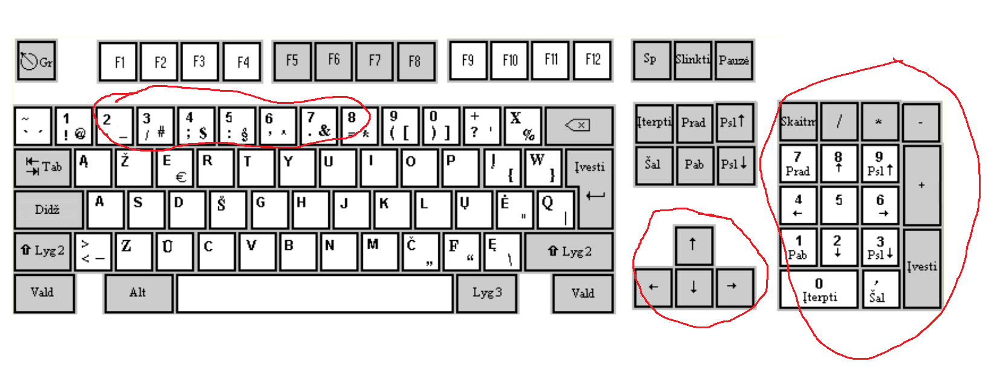 Gr F1 F2 F3 F4 F5 F6 F7 F8 F9 F10 F11 F12 Sp Slinkti Pauzė
~ ` ´ 1 ! @ 2 - _ 3 / # 4 ; $ 5 : § 6 , ^ 7 . & 8 = * 9 ( [ 0 ) ] + ? ' X %
Įterpti Prad Psl↑ Skaitm / * -
Tab Ą Ž E € R T Y U I O P Į { W } Įvesti
Šal Pab Psl↓ 7 Prad 8 ↑ 9 Psl↑ +
Didž A S D Š G H J K L Ų Ė " Q |
4 ← 5 6 →
⇧ Lyg2 > < – Z Ū C V B N M Č „ F “ Ę \ ⇧ Lyg2
↑ 1 Pab 2 ↓ 3 Psl↓ Įvesti
Vald Alt Lyg3 Vald
← ↓ → 0 Įterpti , Šal